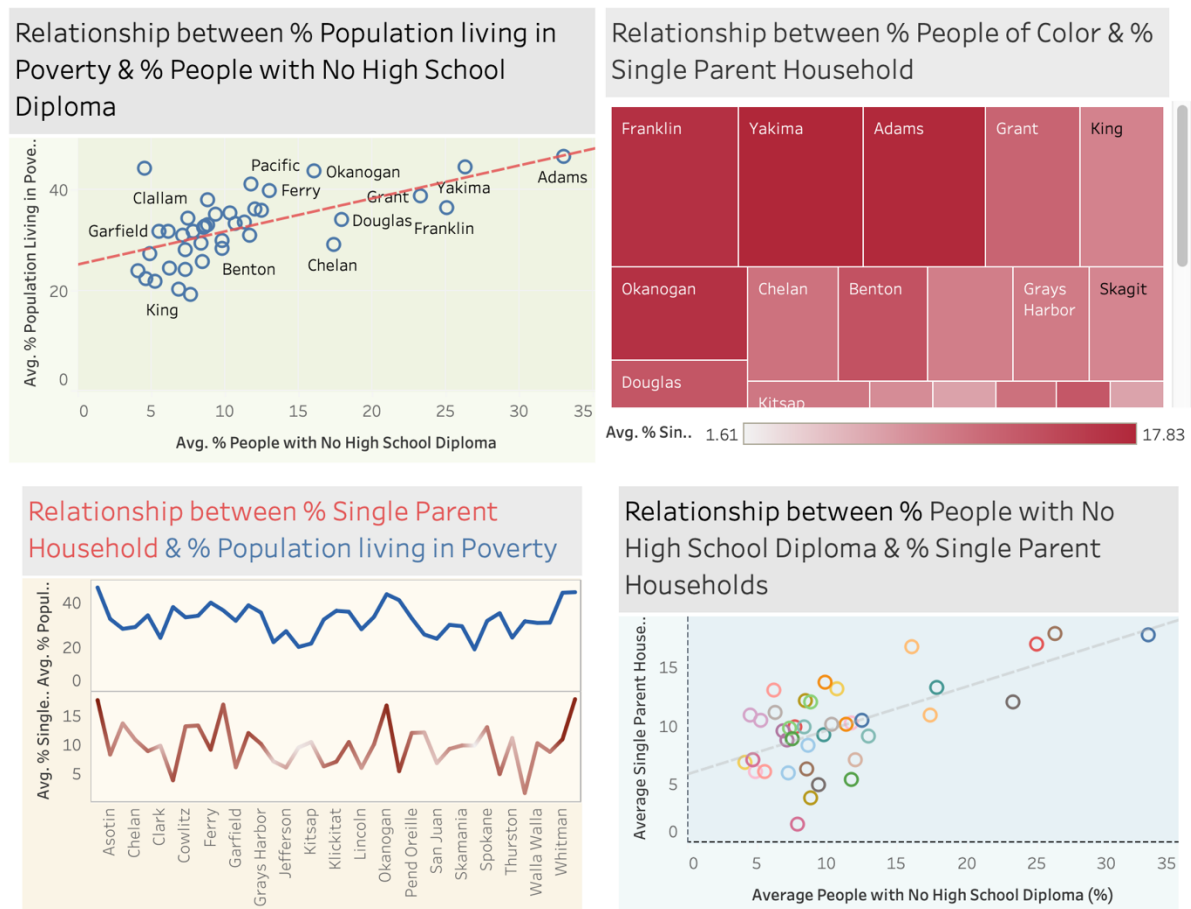 Relationship between % Population living in
Poverty & % People with No High School
Diploma
Avg. % Population Living in Pove..
40
20
0
Pacific
Okanogan
Clallam
Ferry
Grant
Yakima
Adams
Garfield
Douglas
Franklin
Benton
Chelan
King
0 5 10 15 20 25 30 35
Avg. % People with No High School Diploma
Relationship between % People of Color & %
Single Parent Household
Franklin
Yakima
Adams
Grant
King
Okanogan
Chelan
Benton
Grays
Harbor
Skagit
Douglas
Kitsap
Avg. % Sin.. 1.61 17.83
Relationship between % Single Parent
Household & % Population living in Poverty
Avg. % Popul..
40
20
0
Avg. % Single..
15
10
5
Asotin
Chelan
Clark
Cowlitz
Ferry
Garfield
Grays Harbor
Jefferson
Kitsap
Klickitat
Lincoln
Okanogan
Pend Oreille
San Juan
Skamania
Spokane
Thurston
Walla Walla
Whitman
Relationship between % People with No
High School Diploma & % Single Parent
Households
Average Single Parent House..
15
10
5
0
0 5 10 15 20 25 30 35
Average People with No High School Diploma (%)